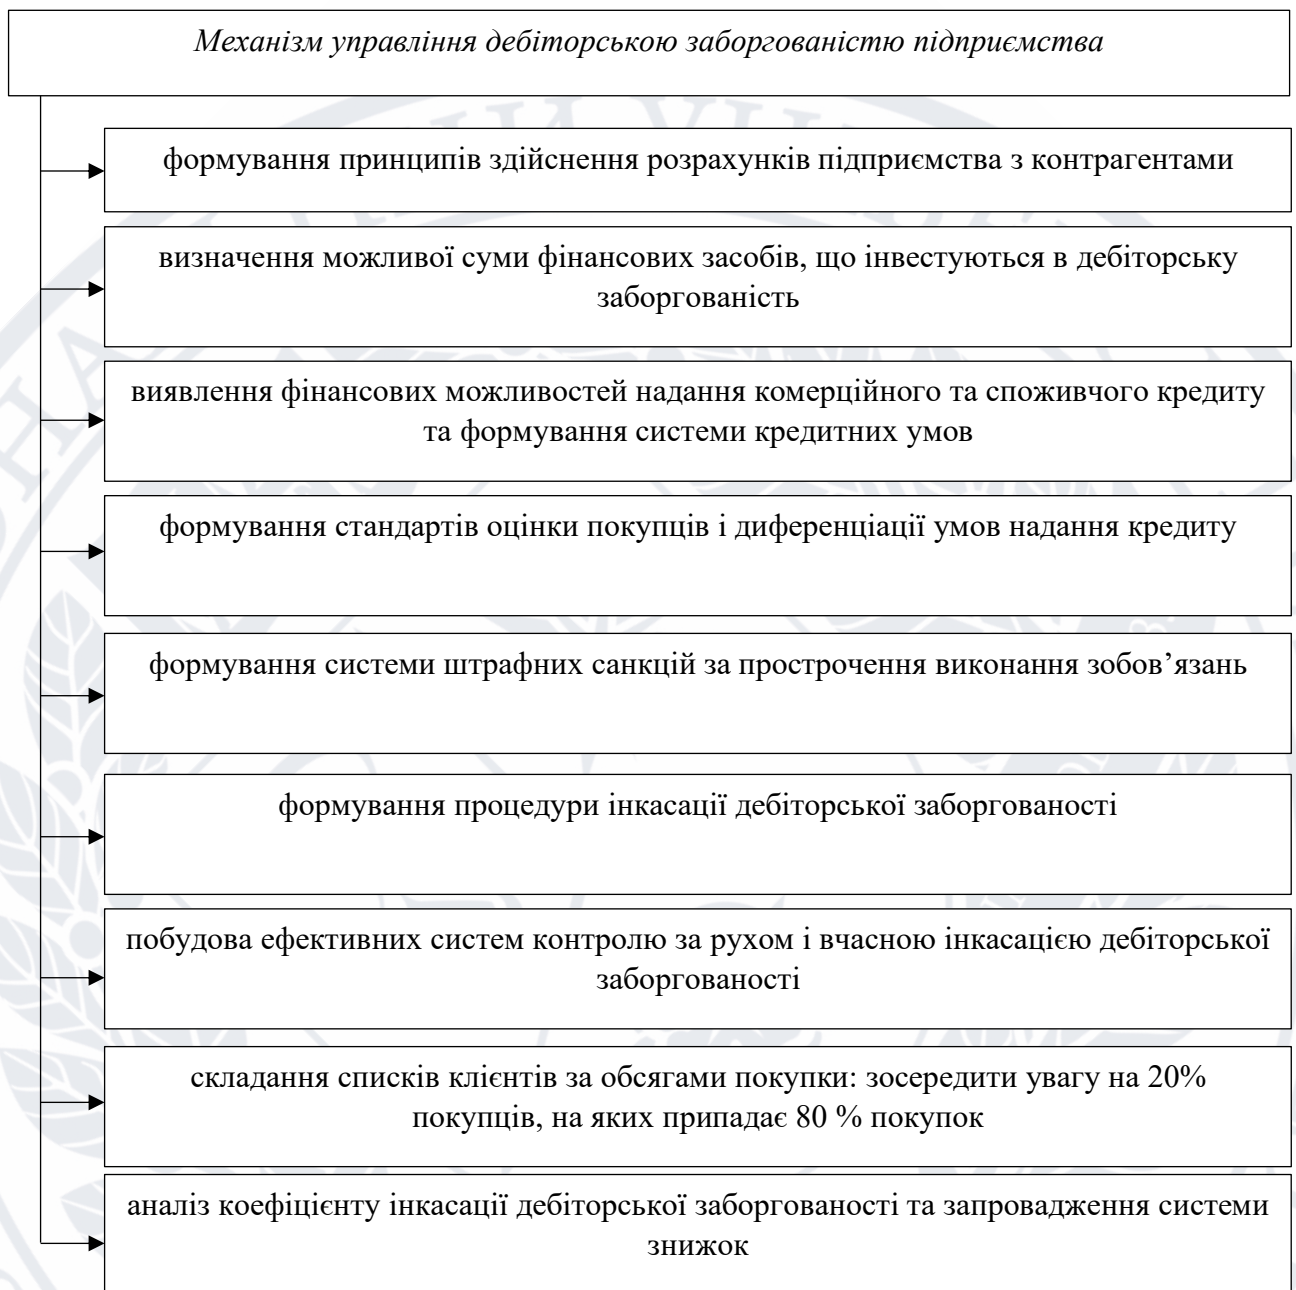 Механізм управління дебіторською заборгованістю підприємства
формування принципів здійснення розрахунків підприємства з контрагентами
визначення можливої суми фінансових засобів, що інвестуються в дебіторську
заборгованість
виявлення фінансових можливостей надання комерційного та споживчого кредиту
та формування системи кредитних умов
формування стандартів оцінки покупців і диференціації умов надання кредиту
формування системи штрафних санкцій за прострочення виконання зобов’язань
формування процедури інкасації дебіторської заборгованості
побудова ефективних систем контролю за рухом і вчасною інкасацією дебіторської
заборгованості
складання списків клієнтів за обсягами покупки: зосередити увагу на 20%
покупців, на яких припадає 80 % покупок
аналіз коефіцієнту інкасації дебіторської заборгованості та запровадження системи
знижок